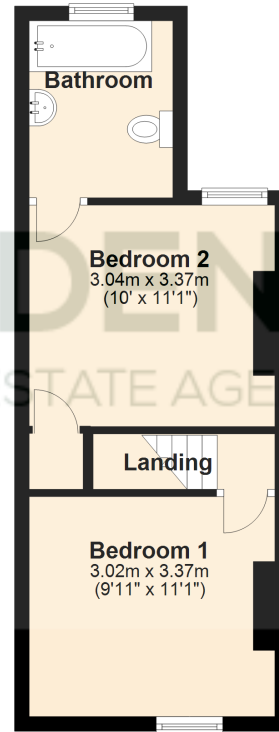 Bathroom
Bedroom 2
3.04m x 3.37m
(10' x 11'1")
DEN
STATE AGE
Landing
Bedroom 1
3.02m x 3.37m
(9'11" x 11'1")